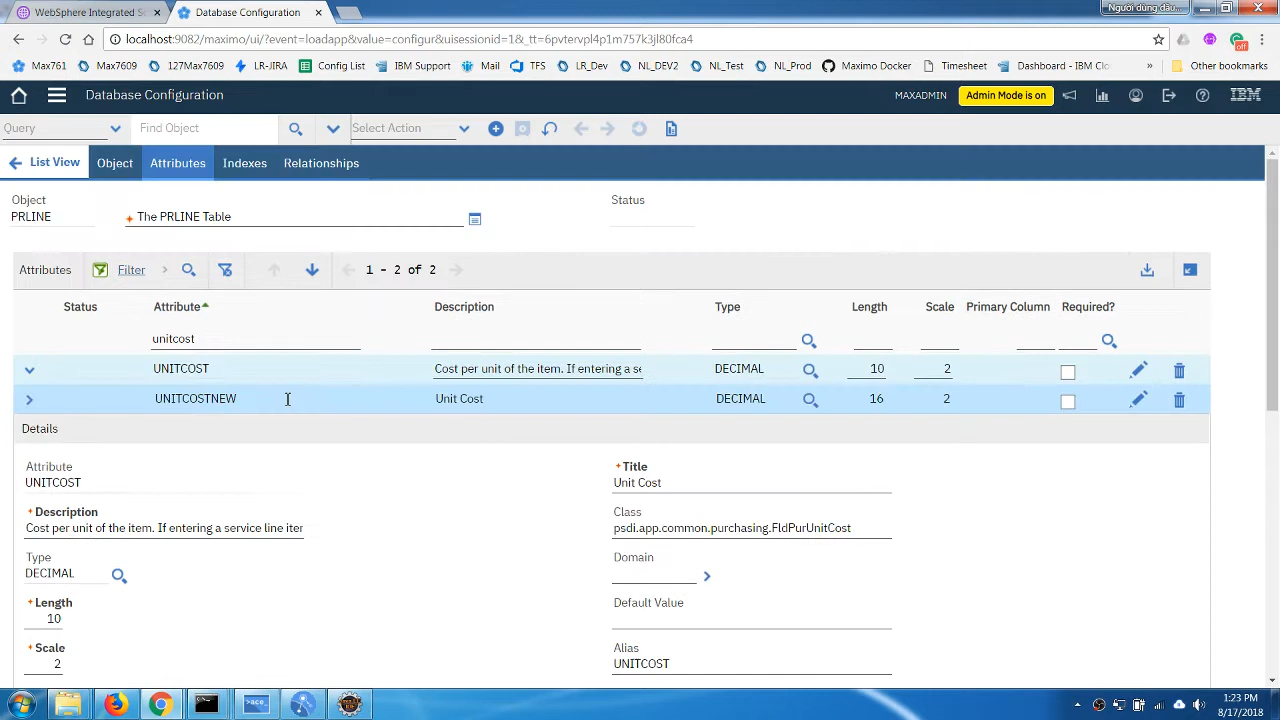 WebSphere Integrated S
Database Configuration
Người dùng đầu...
localhost:9082/maximo/ui/?event=loadapp&value=configur&uisessionid=1&_tt=6pvtervpl4p1m757k3jl80fca4
Max761 Max7609 127Max7609 LR-JIRA Config List IBM Support Mail TFS LR_Dev NL_DEV2 NL_Test NL_Prod Maximo Docker Timesheet Dashboard - IBM Clo » Other bookmarks
off
Database Configuration MAXADMIN Admin Mode is on IBM
Query Find Object Select Action
List View Object Attributes Indexes Relationships
Object Status
PRLINE The PRLINE Table
Attributes Filter 1 - 2 of 2
Status Attribute Description Type Length Scale Primary Column Required?
unitcost
UNITCOST Cost per unit of the item. If entering a se DECIMAL 10 2
UNITCOSTNEW Unit Cost DECIMAL 16 2
Details
Attribute Title
UNITCOST Unit Cost
Description Class
Cost per unit of the item. If entering a service line iter psdi.app.common.purchasing.FldPurUnitCost
Type Domain
DECIMAL
Length Default Value
10
Scale Alias
2 UNITCOST
>ace_
1:23 PM
8/17/2018